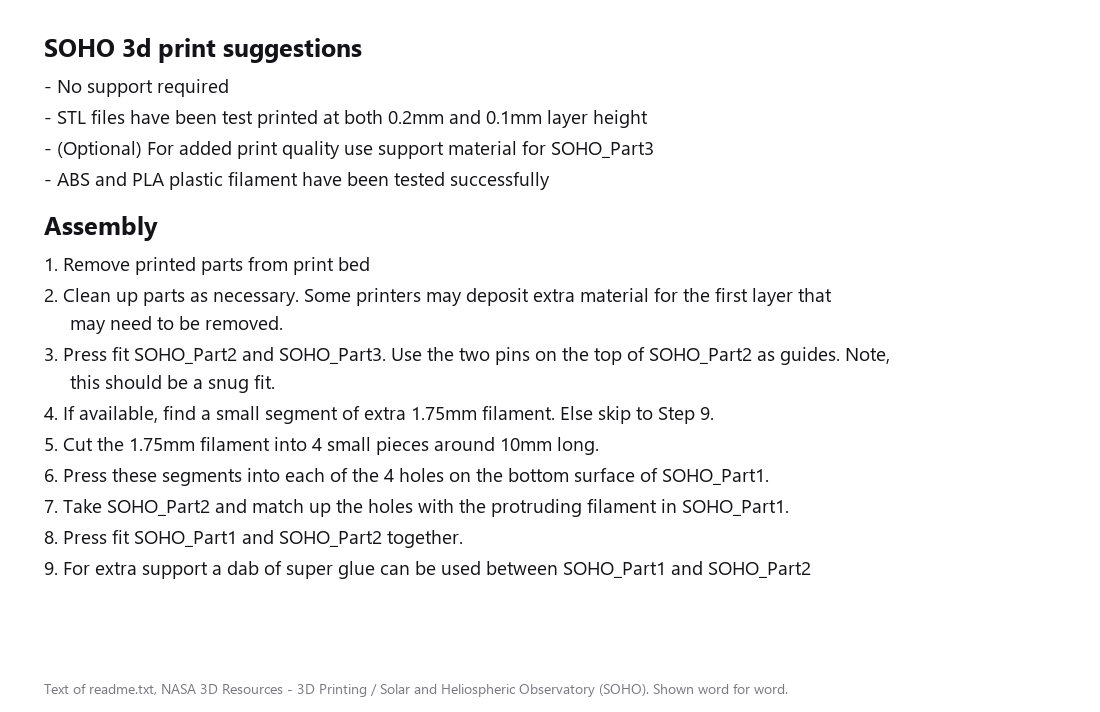 SOHO 3d print suggestions
- No support required
- STL files have been test printed at both 0.2mm and 0.1mm layer height
- (Optional) For added print quality use support material for SOHO_Part3
- ABS and PLA plastic filament have been tested successfully
Assembly
1. Remove printed parts from print bed
2. Clean up parts as necessary. Some printers may deposit extra material for the first layer that
may need to be removed.
3. Press fit SOHO_Part2 and SOHO_Part3. Use the two pins on the top of SOHO_Part2 as guides. Note,
this should be a snug fit.
4. If available, find a small segment of extra 1.75mm filament. Else skip to Step 9.
5. Cut the 1.75mm filament into 4 small pieces around 10mm long.
6. Press these segments into each of the 4 holes on the bottom surface of SOHO_Part1.
7. Take SOHO_Part2 and match up the holes with the protruding filament in SOHO_Part1.
8. Press fit SOHO_Part1 and SOHO_Part2 together.
9. For extra support a dab of super glue can be used between SOHO_Part1 and SOHO_Part2
Text of readme.txt, NASA 3D Resources - 3D Printing / Solar and Heliospheric Observatory (SOHO). Shown word for word.